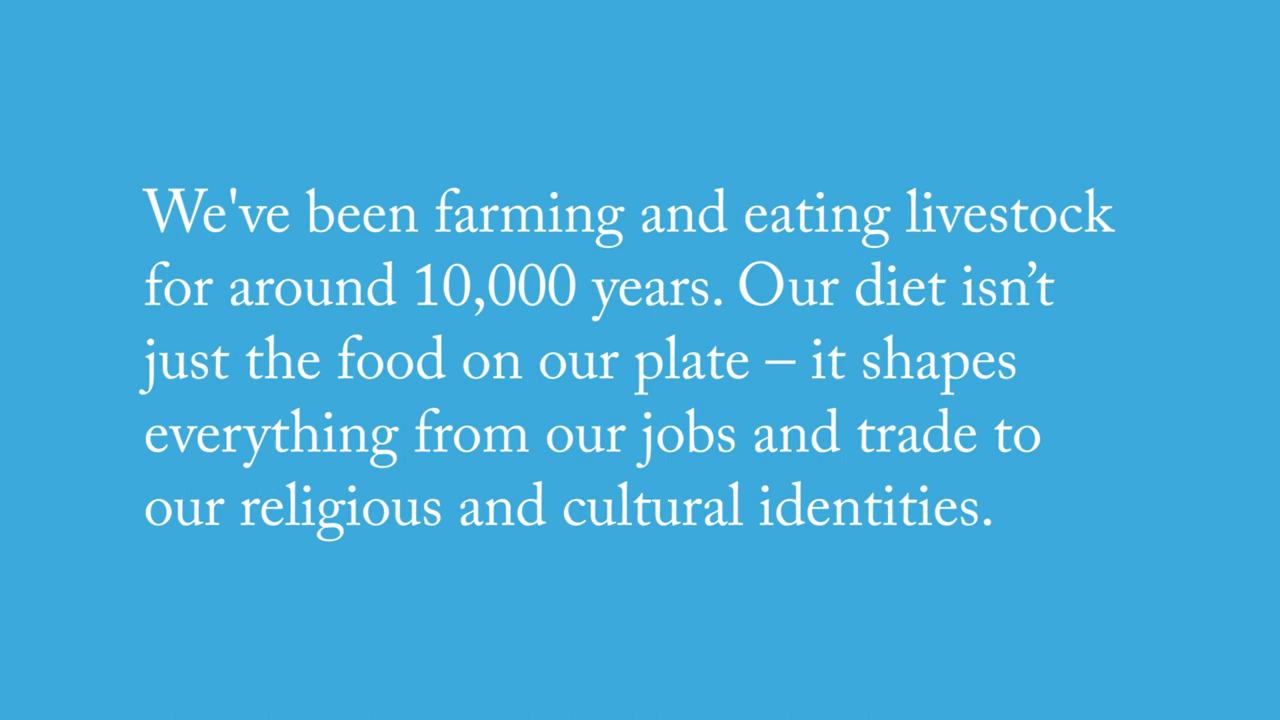 We've been farming and eating livestock
for around 10,000 years. Our diet isn’t
just the food on our plate – it shapes
everything from our jobs and trade to
our religious and cultural identities.